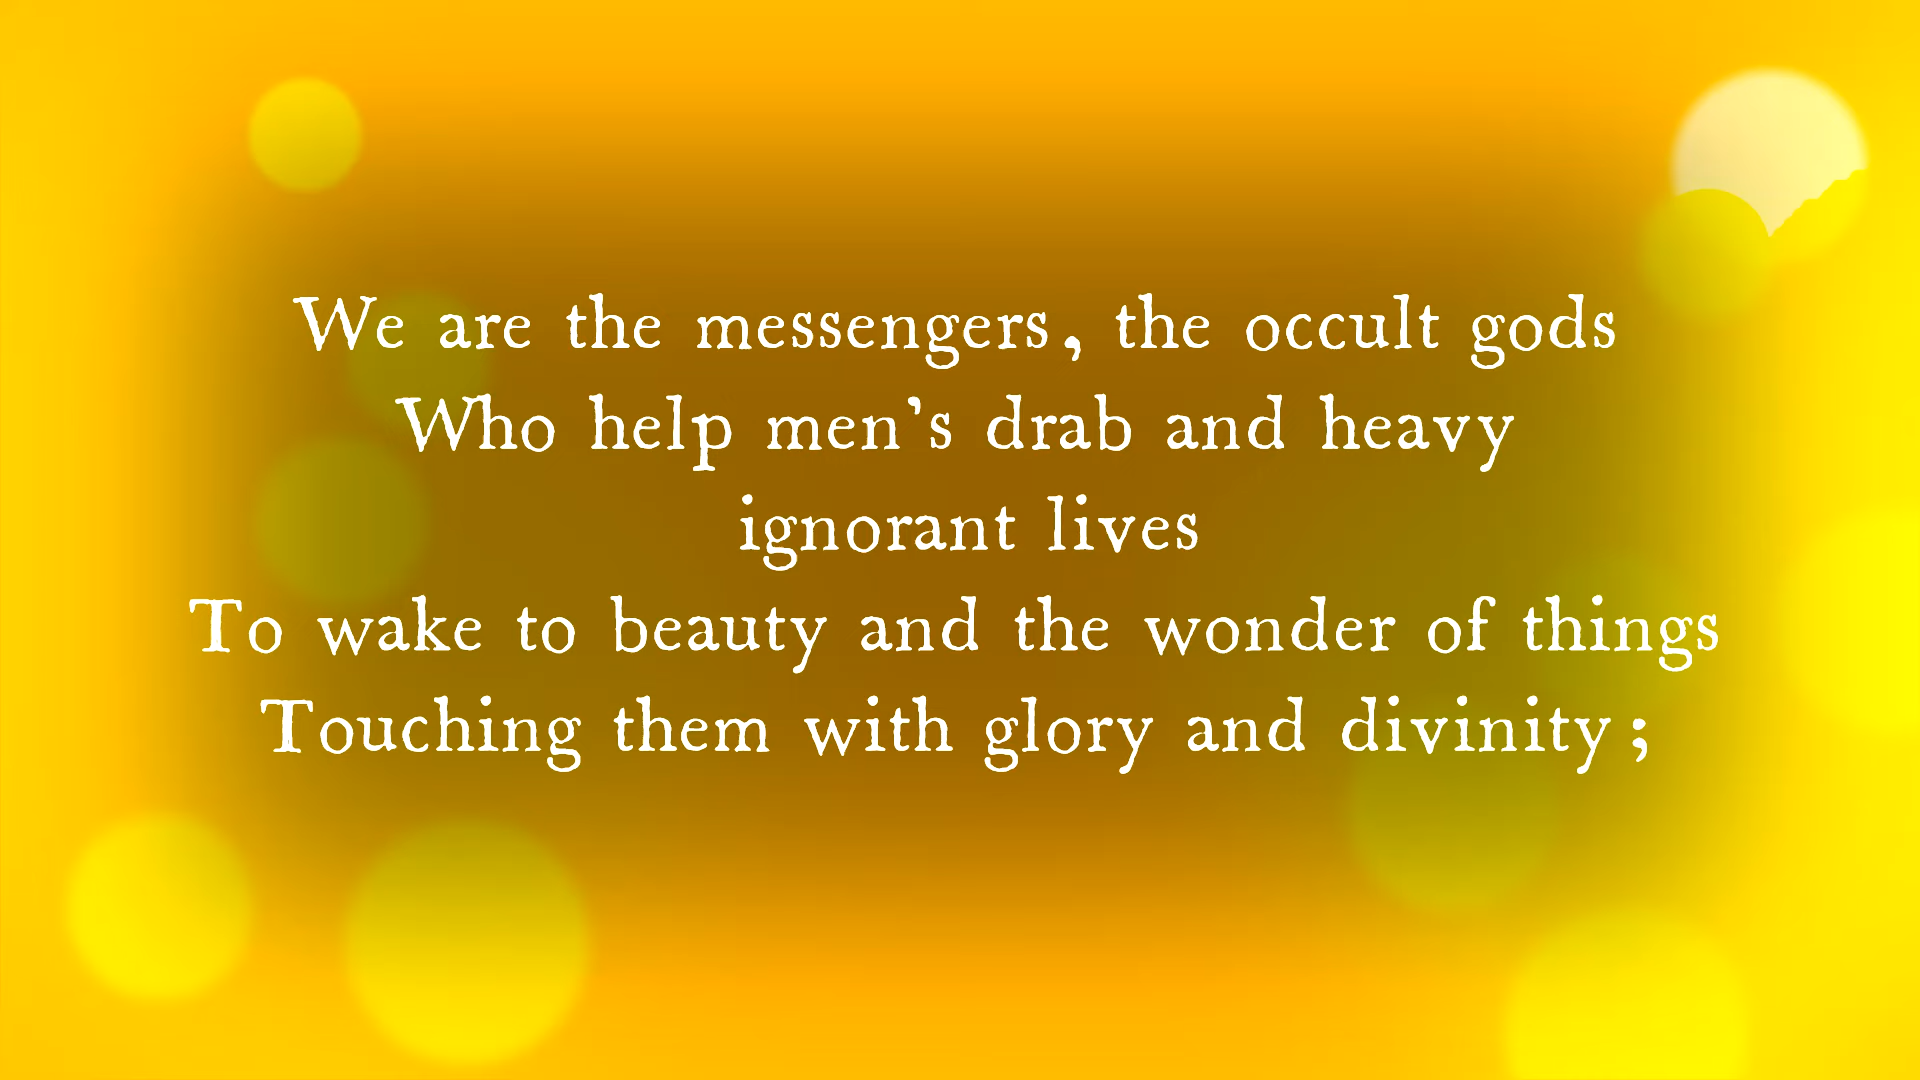 We are the messengers, the occult gods
Who help men's drab and heavy
ignorant lives
To wake to beauty and the wonder of things
Touching them with glory and divinity;